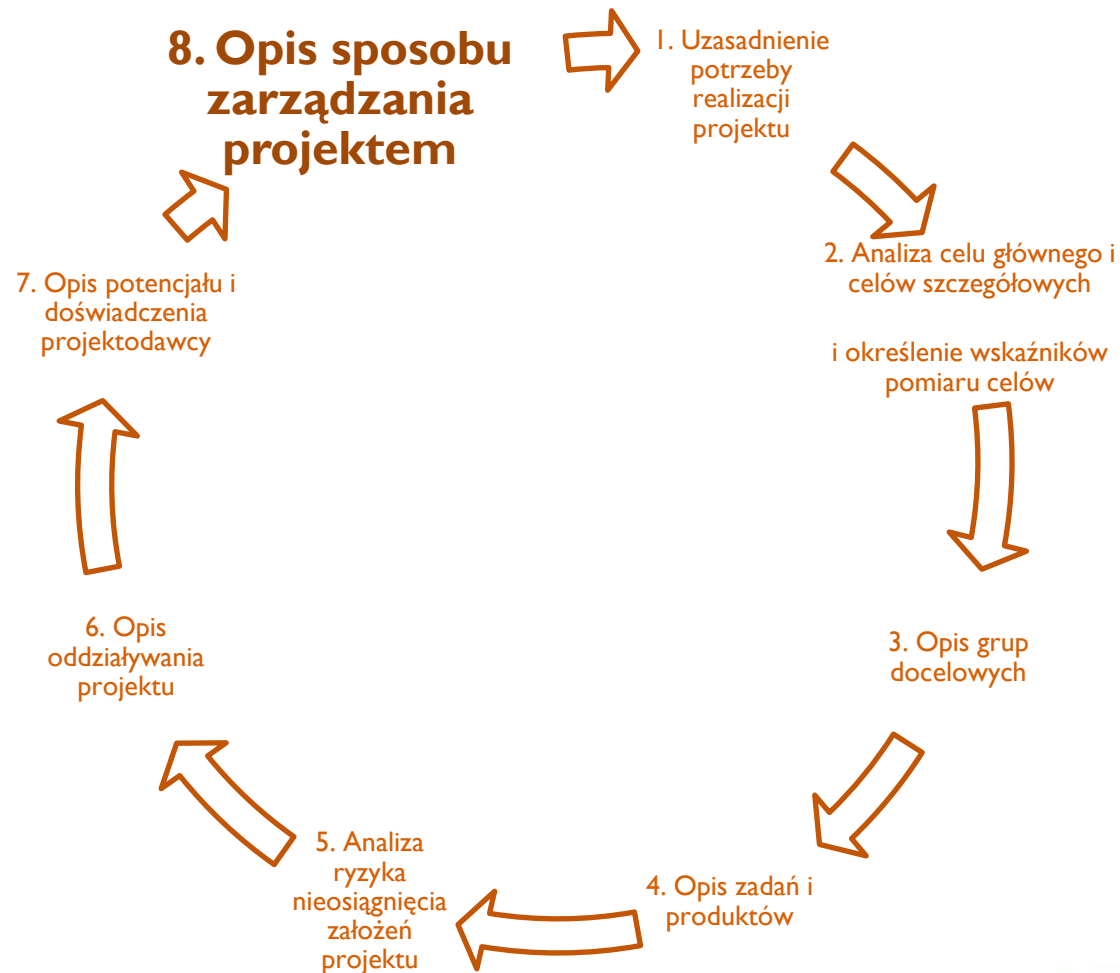 8. Opis sposobu
zarządzania
projektem
1. Uzasadnienie
potrzeby
realizacji
projektu
2. Analiza celu głównego i
celów szczegółowych
i określenie wskaźników
pomiaru celów
3. Opis grup
docelowych
4. Opis zadań i
produktów
5. Analiza
ryzyka
nieosiągnięcia
założeń
projektu
6. Opis
oddziaływania
projektu
7. Opis potencjału i
doświadczenia
projektodawcy